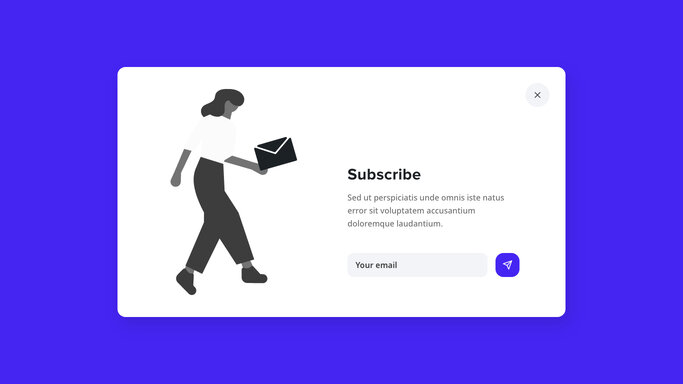 Subscribe
Sed ut perspiciatis unde omnis iste natus
error sit voluptatem accusantium
doloremque laudantium.
Your email